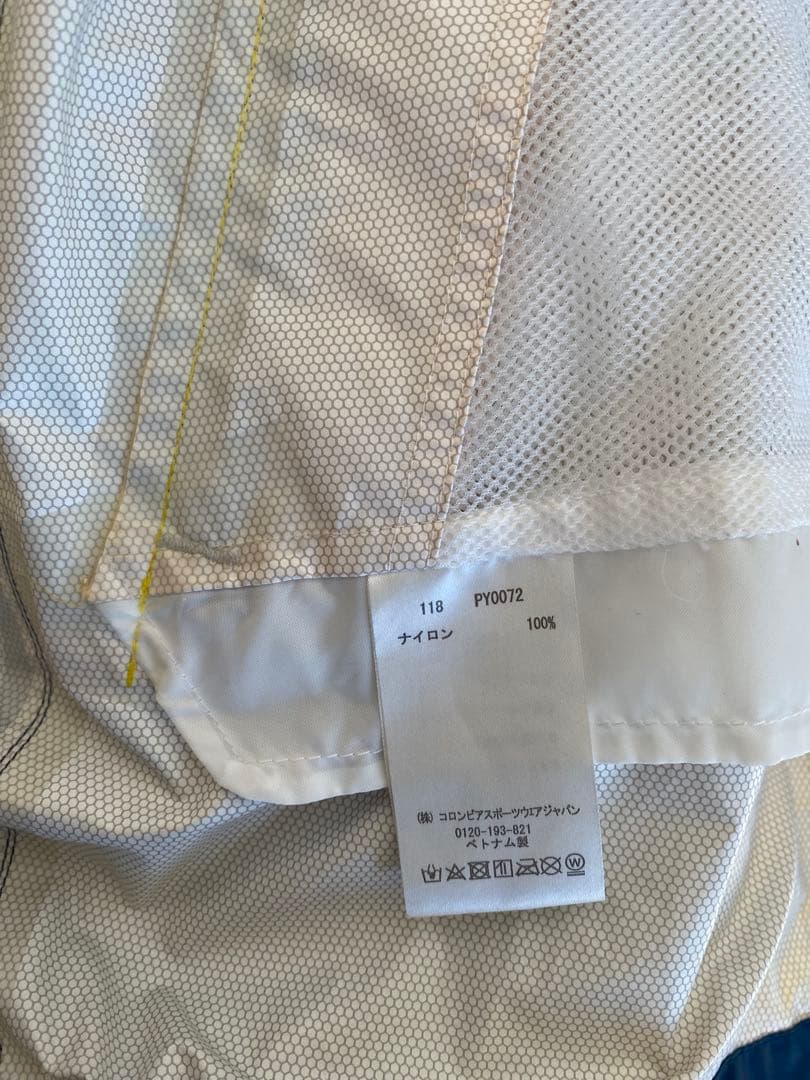 118 PY0072
ナイロン 100%
(株) コロンビアスポーツウエアジャパン
0120-193-821
ベトナム製
W